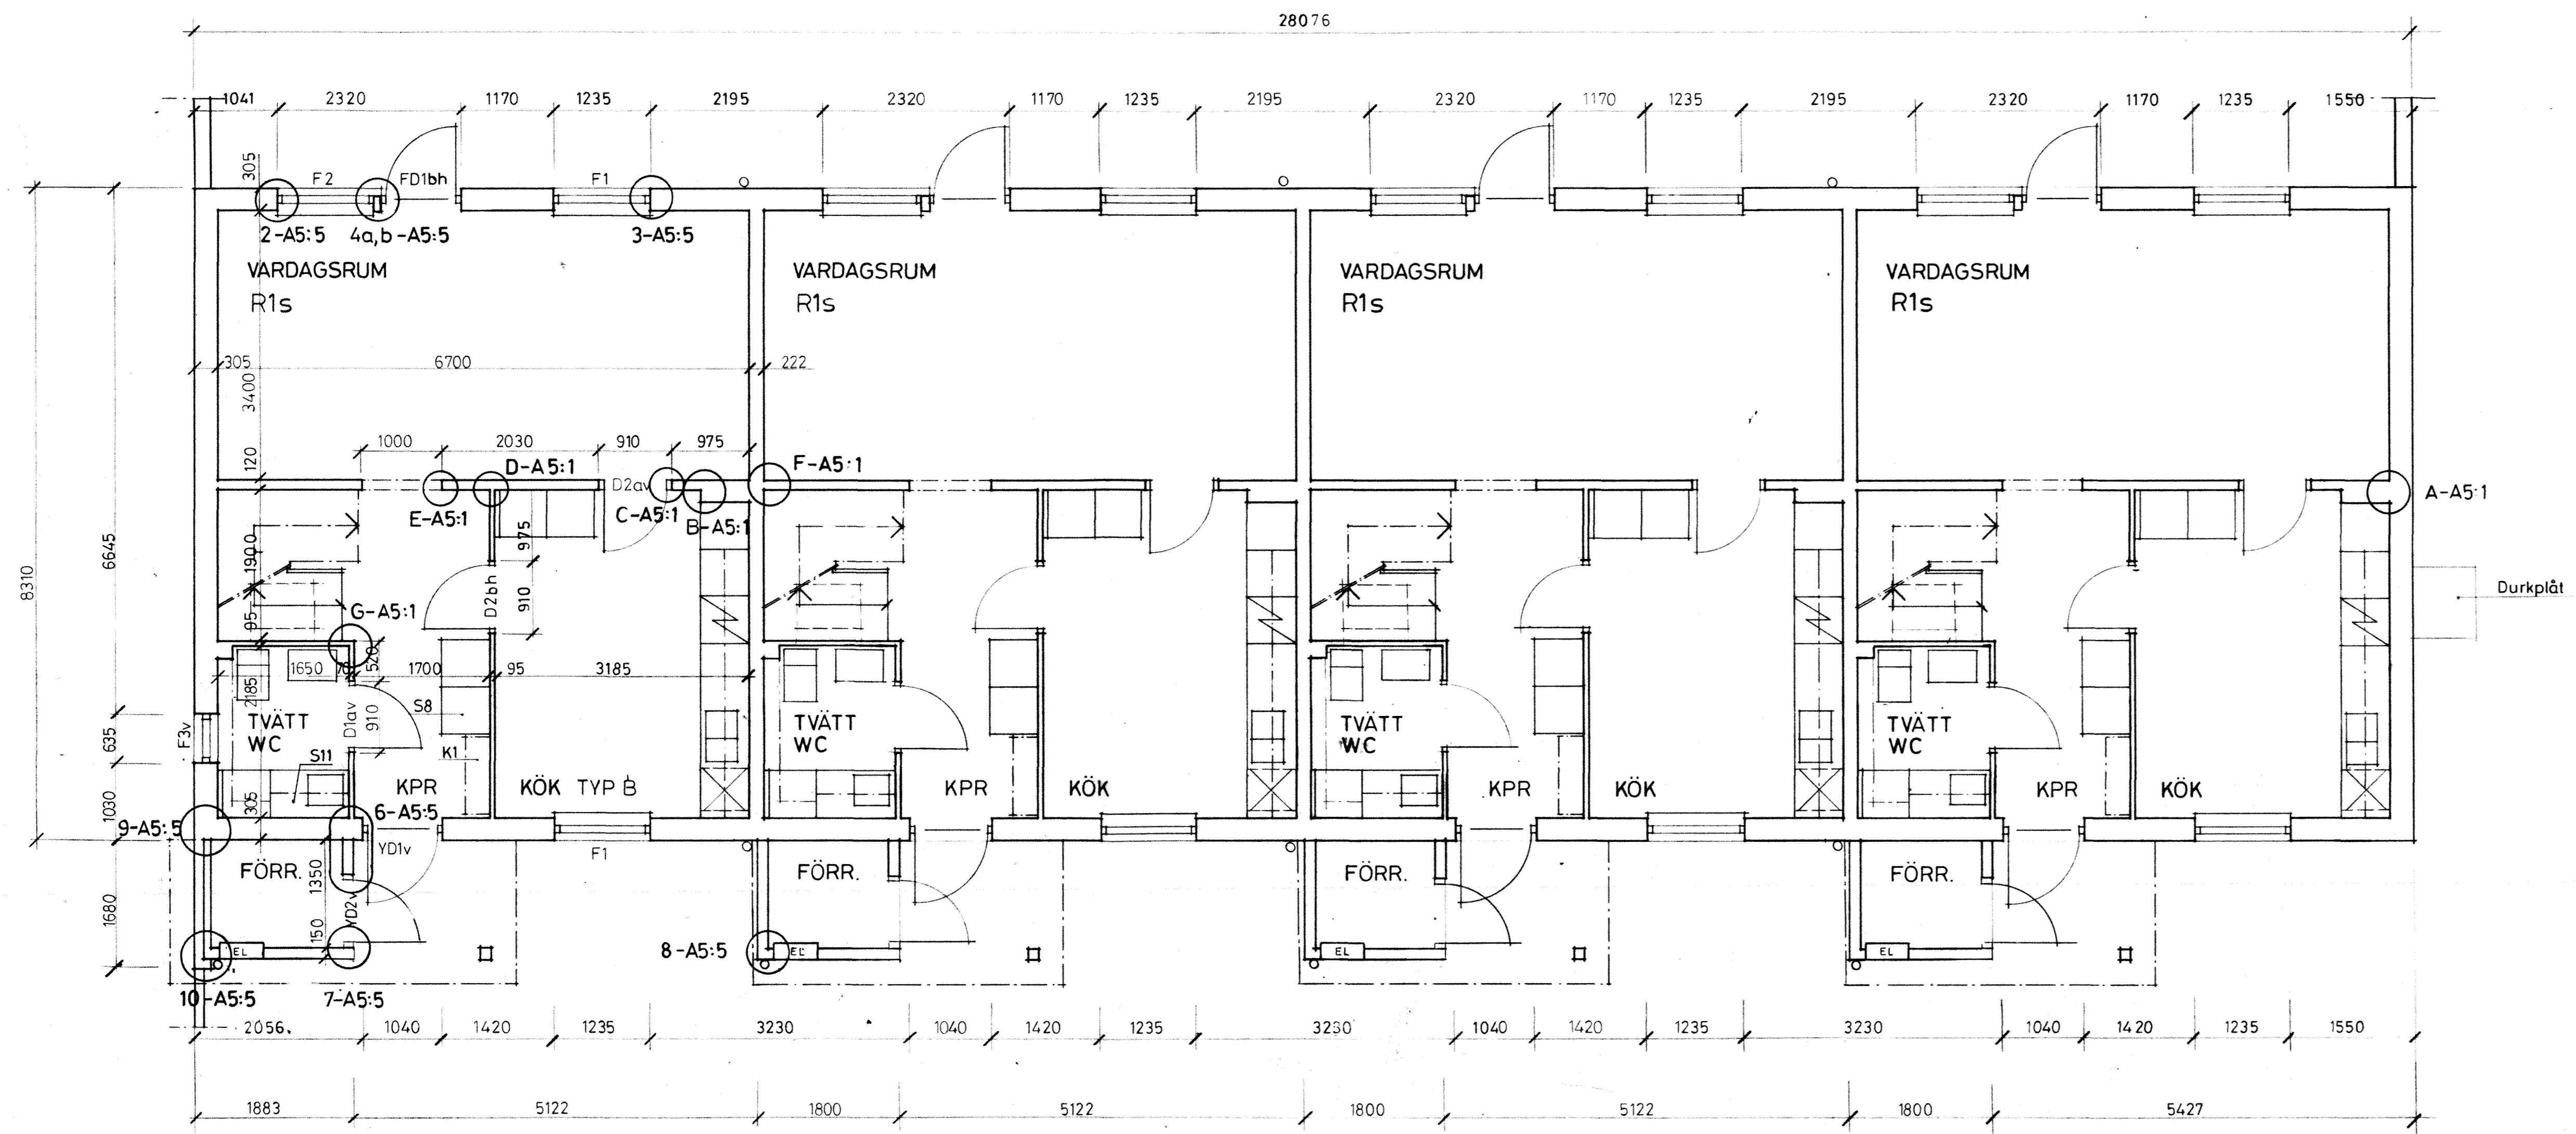 28076
1041 2320 1170 1235 2195 2320 1170 1235 2195 2320 1170 1235 2195 2320 1170 1235 1550
305
F2 FD1bh F1
2-A5:5 4a,b-A5:5 3-A5:5
VARDAGSRUM VARDAGSRUM VARDAGSRUM VARDAGSRUM
R1s R1s R1s R1s
305 6700 222
3400
1000 2030 910 975
120
D-A5:1 F-A5:1
D2av
E-A5:1 C-A5:1 B-A5:1 A-A5:1
6645
8310
1900
975
D2bh
910
Durkplåt
95
G-A5:1
520
1650 70 1700 95 3185
2185
D1av
910
S8
F3v
635
TVÄTT TVÄTT TVÄTT TVÄTT
WC WC WC WC
K1
S11
KPR KÖK TYP B KPR KÖK KPR KÖK KPR KÖK
1030
305
6-A5:5
9-A5:5
YD1v F1
FÖRR. FÖRR. FÖRR. FÖRR.
1350
1680
YD2v
150
EL EL EL EL
8-A5:5
10-A5:5 7-A5:5
2056. 1040 1420 1235 3230 1040 1420 1235 3230 1040 1420 1235 3230 1040 1420 1235 1550
1883 5122 1800 5122 1800 5122 1800 5427